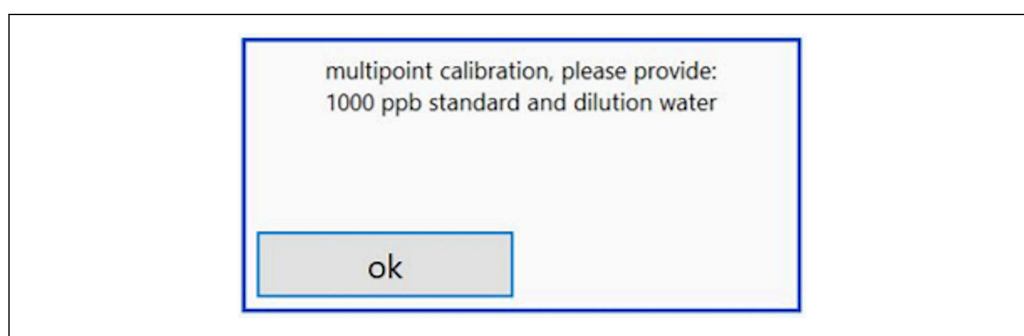 multipoint calibration, please provide:
1000 ppb standard and dilution water
ok